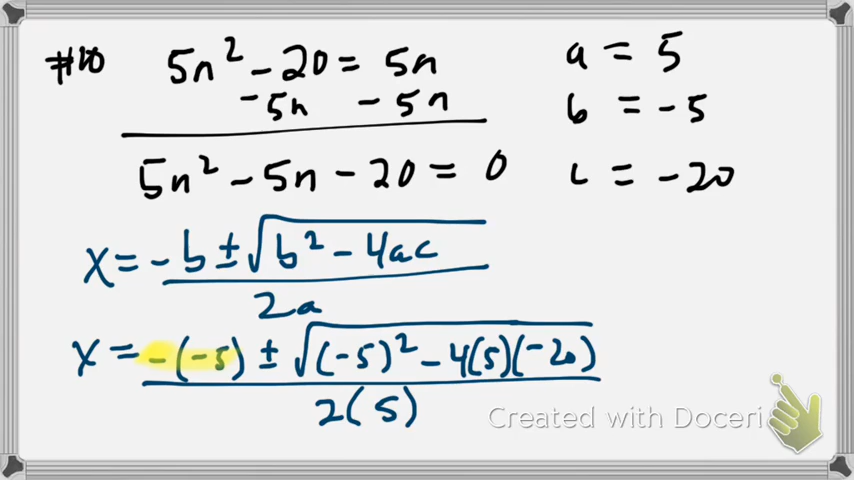 #10 5n² - 20 = 5n a = 5
-5n - 5n b = -5
5n² - 5n - 20 = 0 c = -20
x = -b ± √b² - 4ac
2a
x = -(-5) ± √(-5)² - 4(5)(-20)
2(5)
Created with Doceri